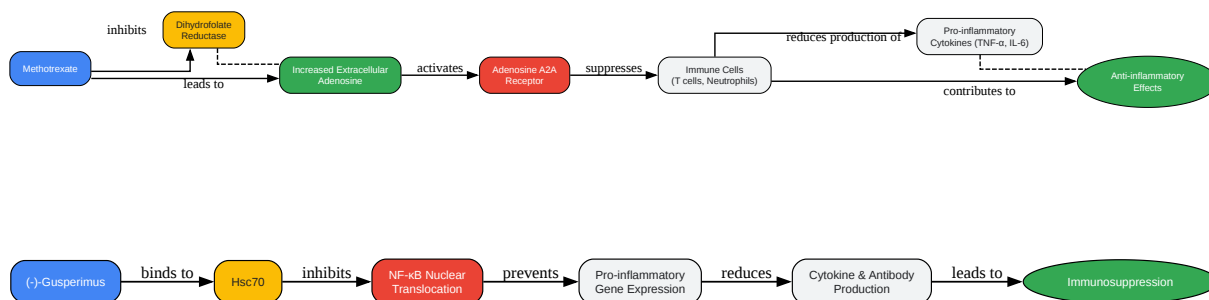 inhibits
Dihydrofolate
Reductase
Methotrexate
leads to
Increased Extracellular
Adenosine
activates
Adenosine A2A
Receptor
suppresses
Immune Cells
(T cells, Neutrophils)
reduces production of
Pro-inflammatory
Cytokines (TNF-α, IL-6)
contributes to
Anti-inflammatory
Effects
(-)-Gusperimus
binds to
Hsc70
inhibits
NF-κB Nuclear
Translocation
prevents
Pro-inflammatory
Gene Expression
reduces
Cytokine & Antibody
Production
leads to
Immunosuppression